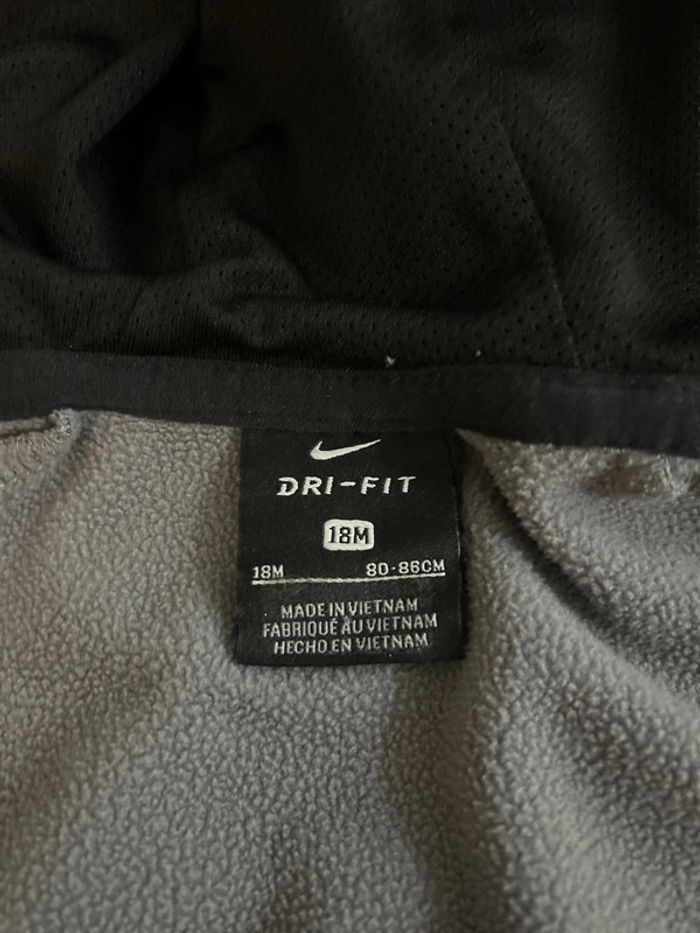 DRI-FIT
18M
18M 80-86CM
MADE IN VIETNAM
FABRIQUÉ AU VIETNAM
HECHO EN VIETNAM